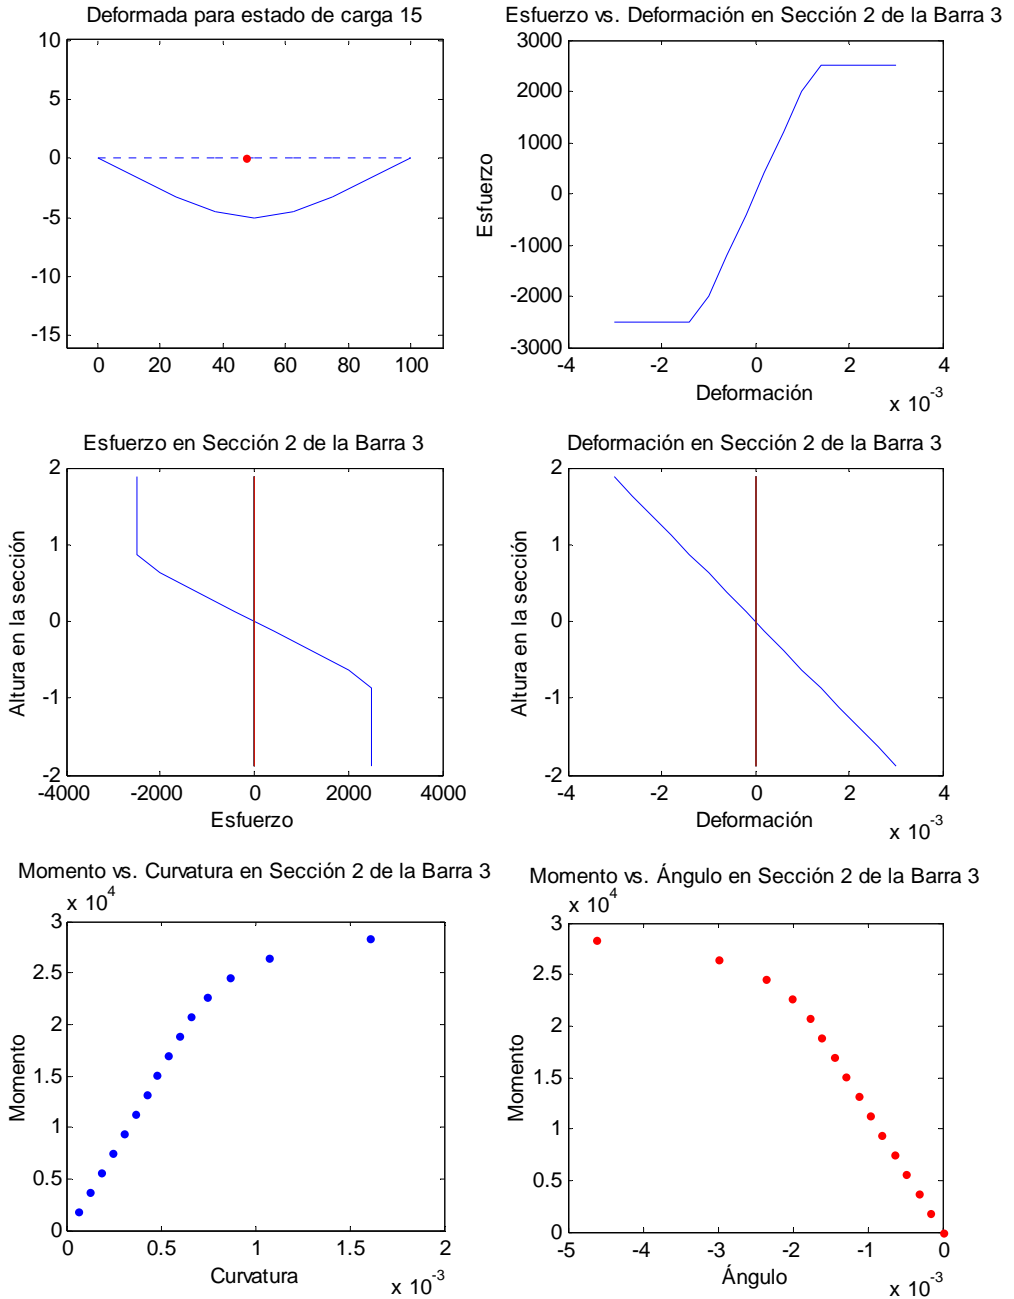 Deformada para estado de carga 15
10
5
0
-5
-10
-15
0 20 40 60 80 100
Esfuerzo vs. Deformación en Sección 2 de la Barra 3
3000
2000
1000
0
-1000
-2000
-3000
Esfuerzo
-4 -2 0 2 4
Deformación
x 10-3
Esfuerzo en Sección 2 de la Barra 3
2
1
0
-1
-2
Altura en la sección
-4000 -2000 0 2000 4000
Esfuerzo
Deformación en Sección 2 de la Barra 3
2
1
0
-1
-2
Altura en la sección
-4 -2 0 2 4
Deformación
x 10-3
Momento vs. Curvatura en Sección 2 de la Barra 3
x 104
3
2.5
2
1.5
1
0.5
0
Momento
0 0.5 1 1.5 2
Curvatura
x 10-3
Momento vs. Ángulo en Sección 2 de la Barra 3
x 104
3
2.5
2
1.5
1
0.5
0
Momento
-5 -4 -3 -2 -1 0
Ángulo
x 10-3